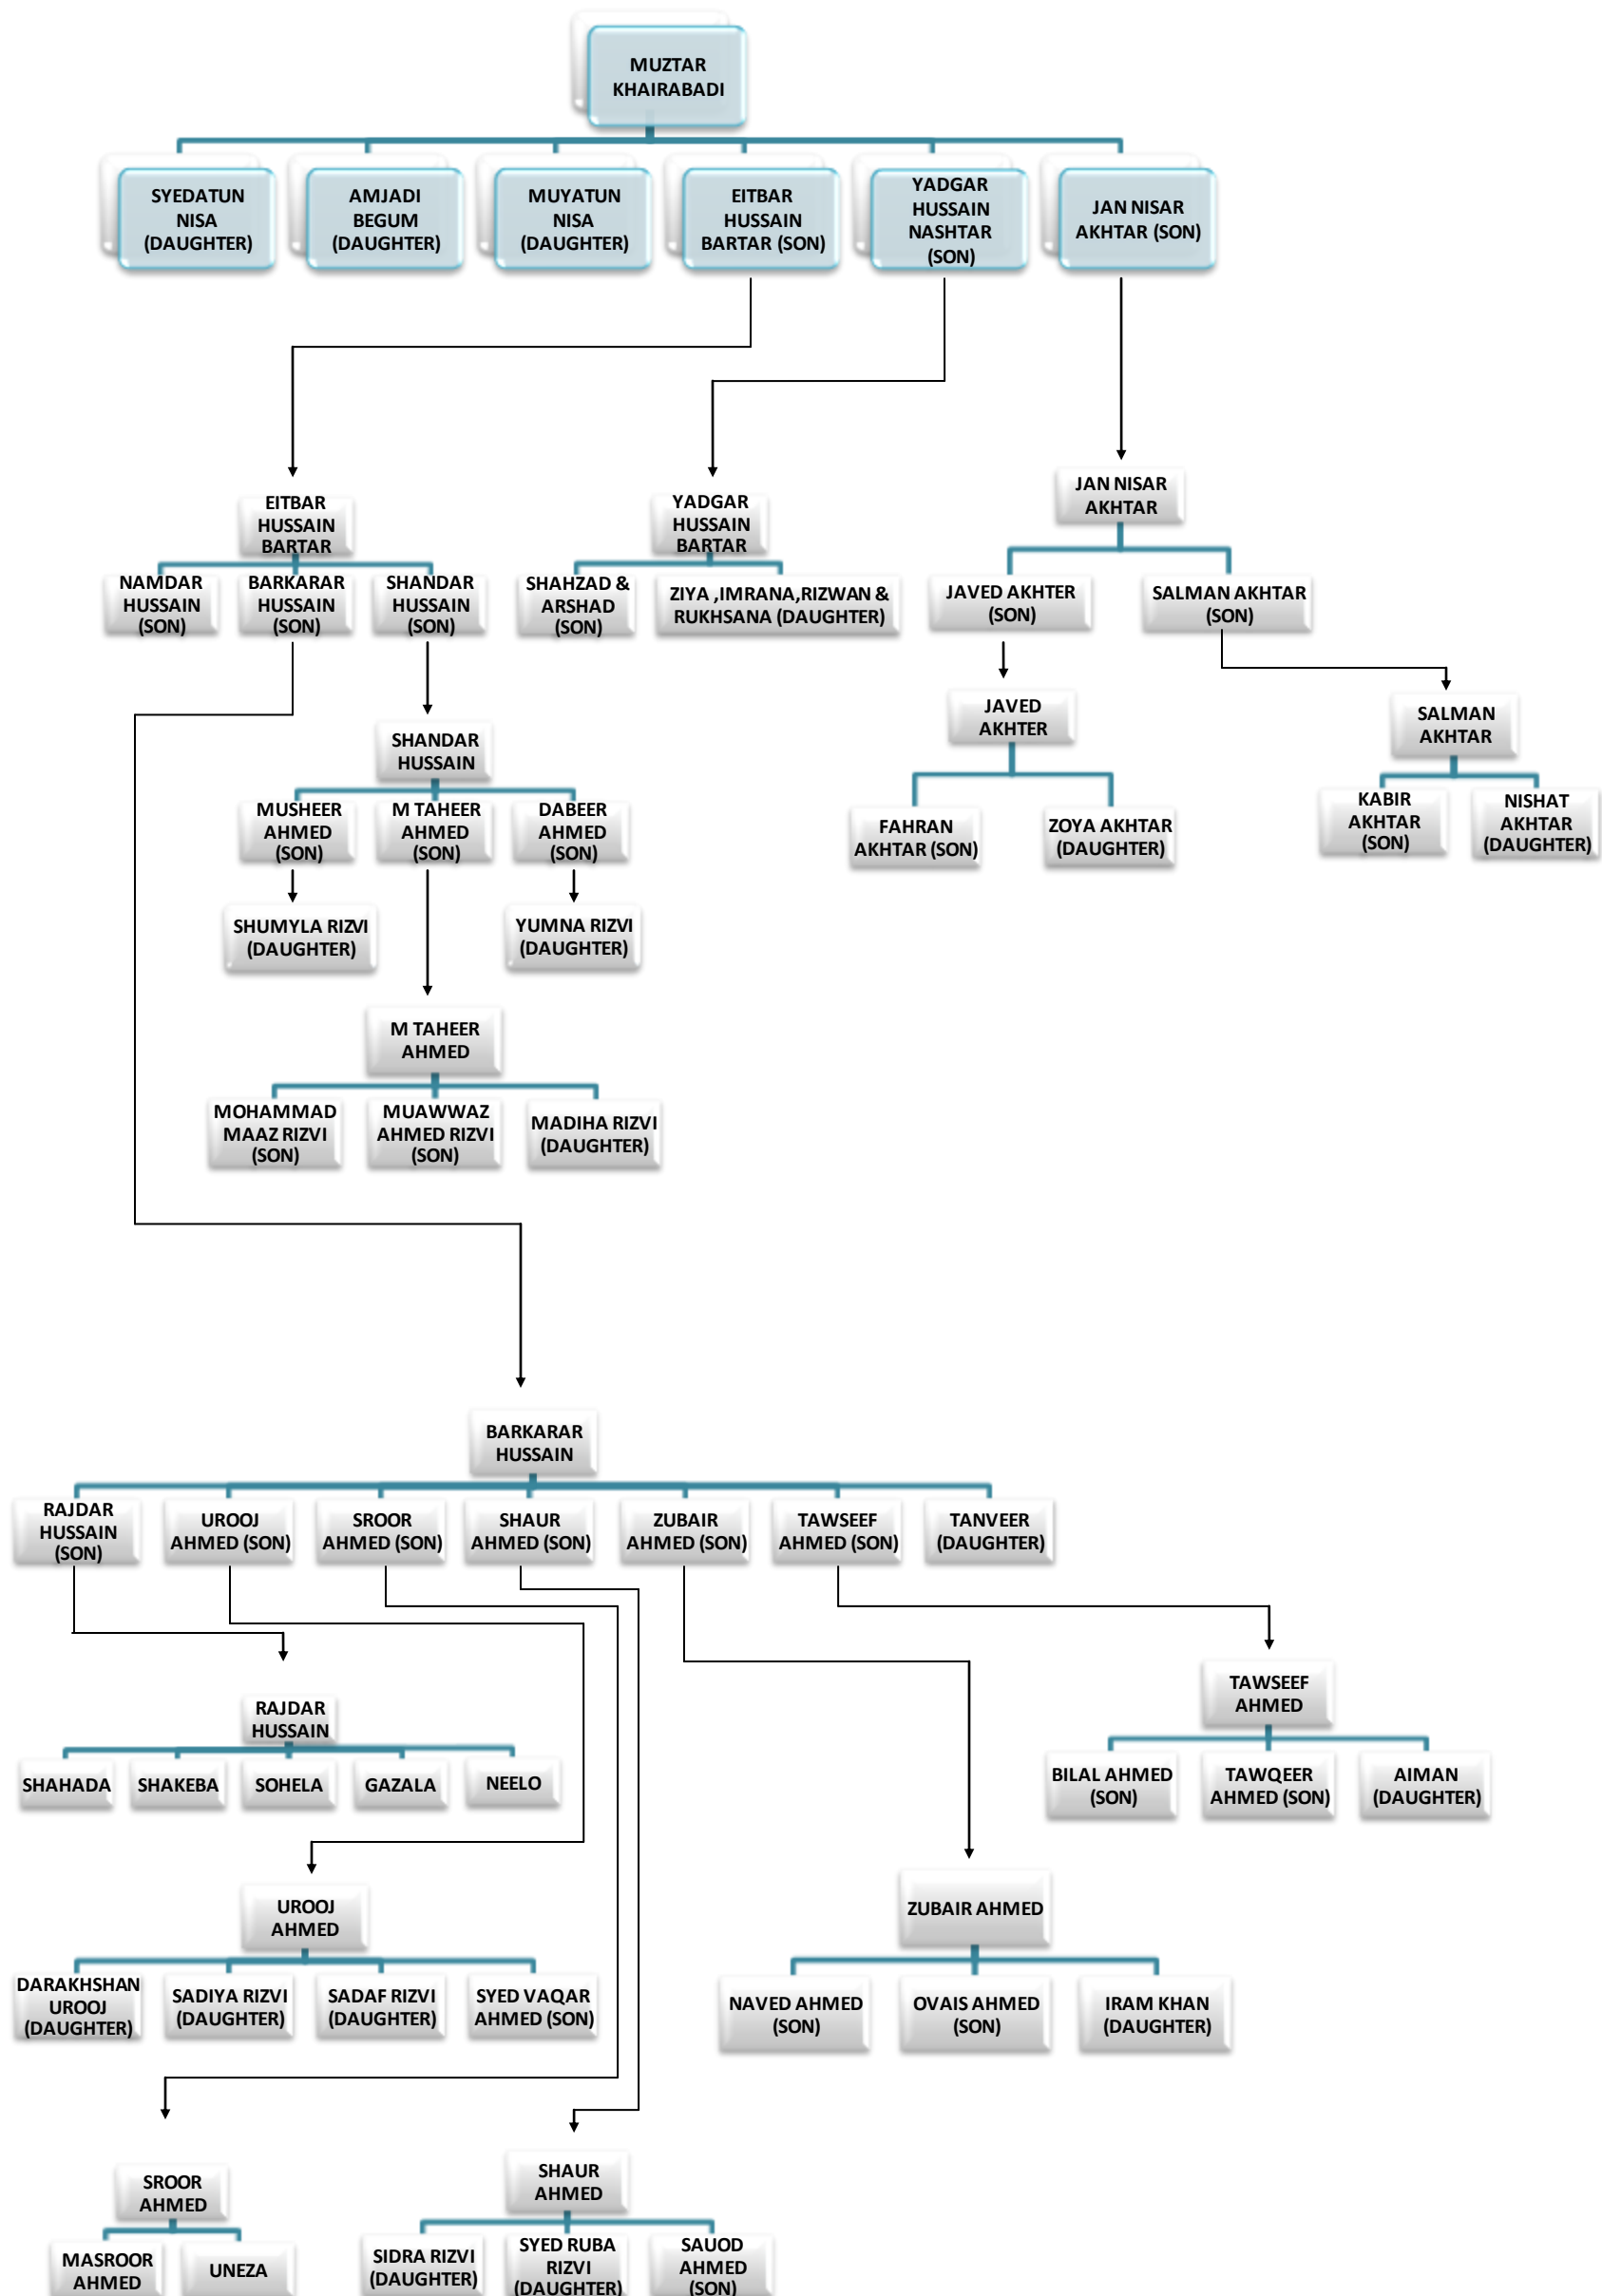 MUZTAR
KHAIRABADI
SYEDATUN
NISA
(DAUGHTER)
AMJADI
BEGUM
(DAUGHTER)
MUYATUN
NISA
(DAUGHTER)
EITBAR
HUSSAIN
BARTAR (SON)
YADGAR
HUSSAIN
NASHTAR
(SON)
JAN NISAR
AKHTAR (SON)
EITBAR
HUSSAIN
BARTAR
NAMDAR
HUSSAIN
(SON)
BARKARAR
HUSSAIN
(SON)
SHANDAR
HUSSAIN
(SON)
YADGAR
HUSSAIN
BARTAR
SHAHZAD &
ARSHAD
(SON)
ZIYA ,IMRANA,RIZWAN &
RUKHSANA (DAUGHTER)
JAN NISAR
AKHTAR
JAVED AKHTER
(SON)
SALMAN AKHTAR
(SON)
JAVED
AKHTER
FAHRAN
AKHTAR (SON)
ZOYA AKHTAR
(DAUGHTER)
SALMAN
AKHTAR
KABIR
AKHTAR
(SON)
NISHAT
AKHTAR
(DAUGHTER)
SHANDAR
HUSSAIN
MUSHEER
AHMED
(SON)
M TAHEER
AHMED
(SON)
DABEER
AHMED
(SON)
SHUMYLA RIZVI
(DAUGHTER)
YUMNA RIZVI
(DAUGHTER)
M TAHEER
AHMED
MOHAMMAD
MAAZ RIZVI
(SON)
MUAWWAZ
AHMED RIZVI
(SON)
MADIHA RIZVI
(DAUGHTER)
BARKARAR
HUSSAIN
RAJDAR
HUSSAIN
(SON)
UROOJ
AHMED (SON)
SROOR
AHMED (SON)
SHAUR
AHMED (SON)
ZUBAIR
AHMED (SON)
TAWSEEF
AHMED (SON)
TANVEER
(DAUGHTER)
RAJDAR
HUSSAIN
SHAHADA
SHAKEBA
SOHELA
GAZALA
NEELO
TAWSEEF
AHMED
BILAL AHMED
(SON)
TAWQEER
AHMED (SON)
AIMAN
(DAUGHTER)
UROOJ
AHMED
DARAKHSHAN
UROOJ
(DAUGHTER)
SADIYA RIZVI
(DAUGHTER)
SADAF RIZVI
(DAUGHTER)
SYED VAQAR
AHMED (SON)
ZUBAIR AHMED
NAVED AHMED
(SON)
OVAIS AHMED
(SON)
IRAM KHAN
(DAUGHTER)
SROOR
AHMED
MASROOR
AHMED
UNEZA
SHAUR
AHMED
SIDRA RIZVI
(DAUGHTER)
SYED RUBA
RIZVI
(DAUGHTER)
SAUOD
AHMED
(SON)